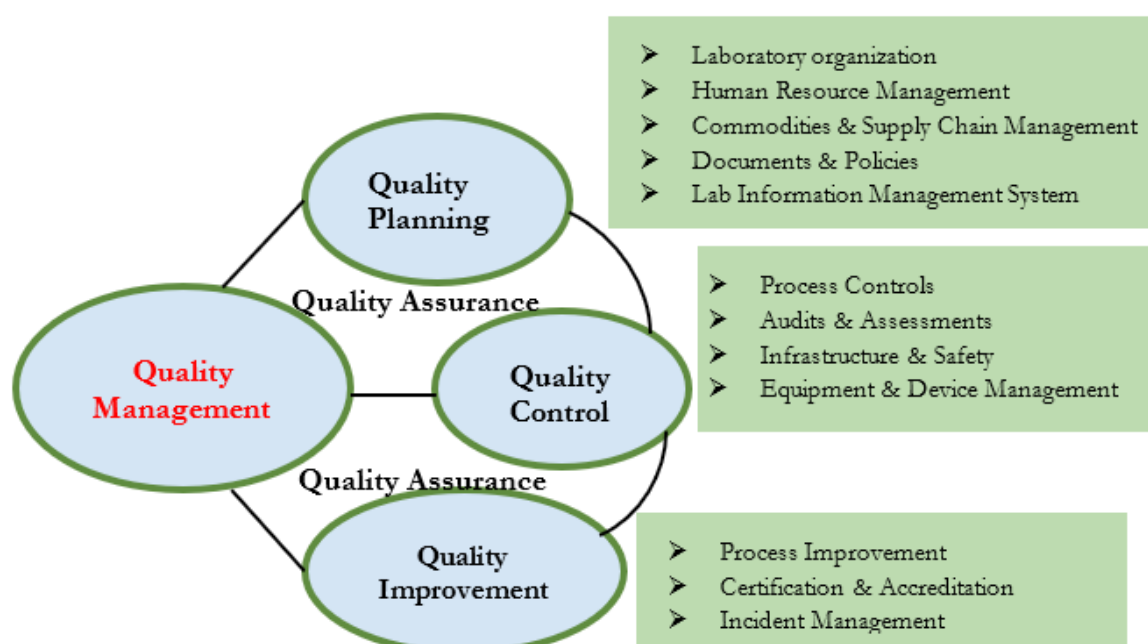 Laboratory organization
Human Resource Management
Commodities & Supply Chain Management
Documents & Policies
Lab Information Management System
Quality
Planning
Quality Assurance
Process Controls
Audits & Assessments
Infrastructure & Safety
Equipment & Device Management
Quality
Management
Quality
Control
Quality Assurance
Quality
Improvement
Process Improvement
Certification & Accreditation
Incident Management